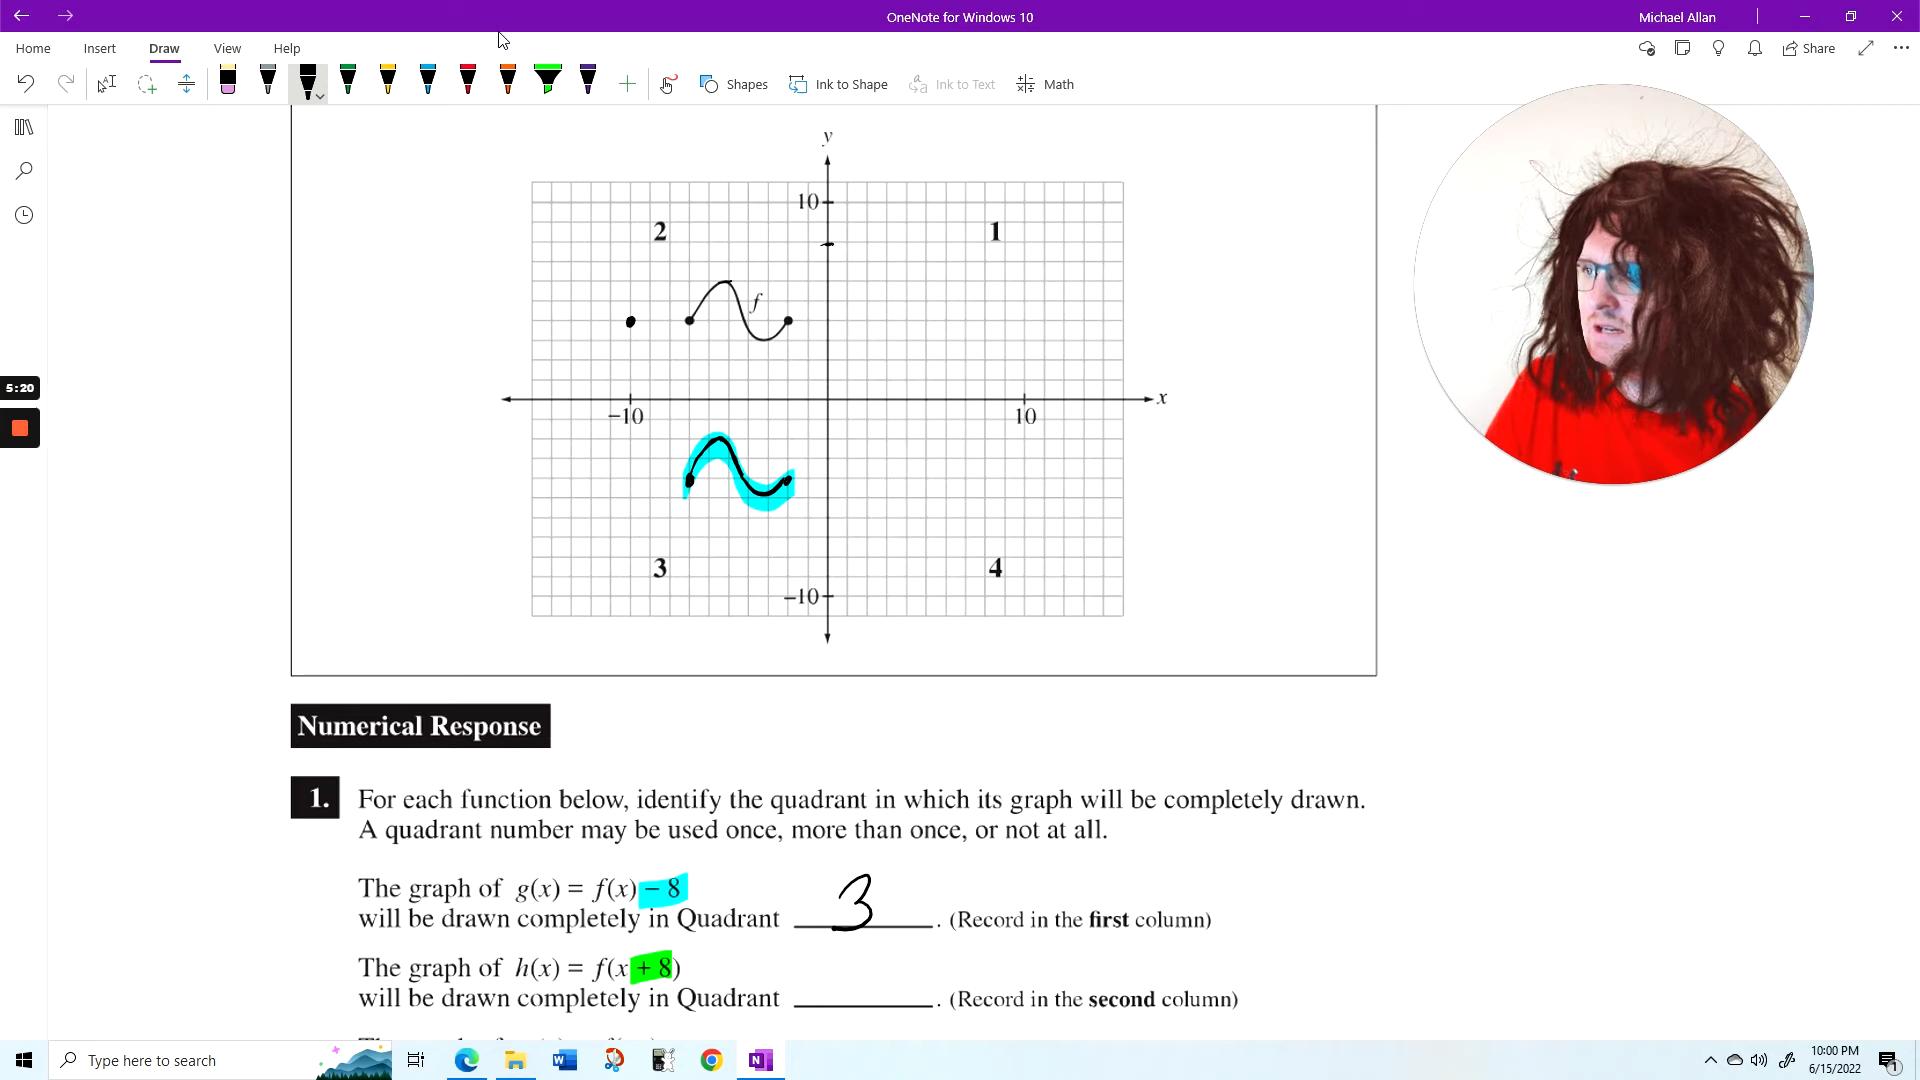 OneNote for Windows 10
Michael Allan
Home Insert Draw View Help
Share
Shapes Ink to Shape Ink to Text Math
y
10
2 1
f
x
−10 10
3 4
−10
5:20
Numerical Response
1. For each function below, identify the quadrant in which its graph will be completely drawn.
A quadrant number may be used once, more than once, or not at all.
The graph of g(x) = f(x) − 8
will be drawn completely in Quadrant 3. (Record in the first column)
The graph of h(x) = f(x + 8)
will be drawn completely in Quadrant ________. (Record in the second column)
Type here to search
10:00 PM
6/15/2022
1